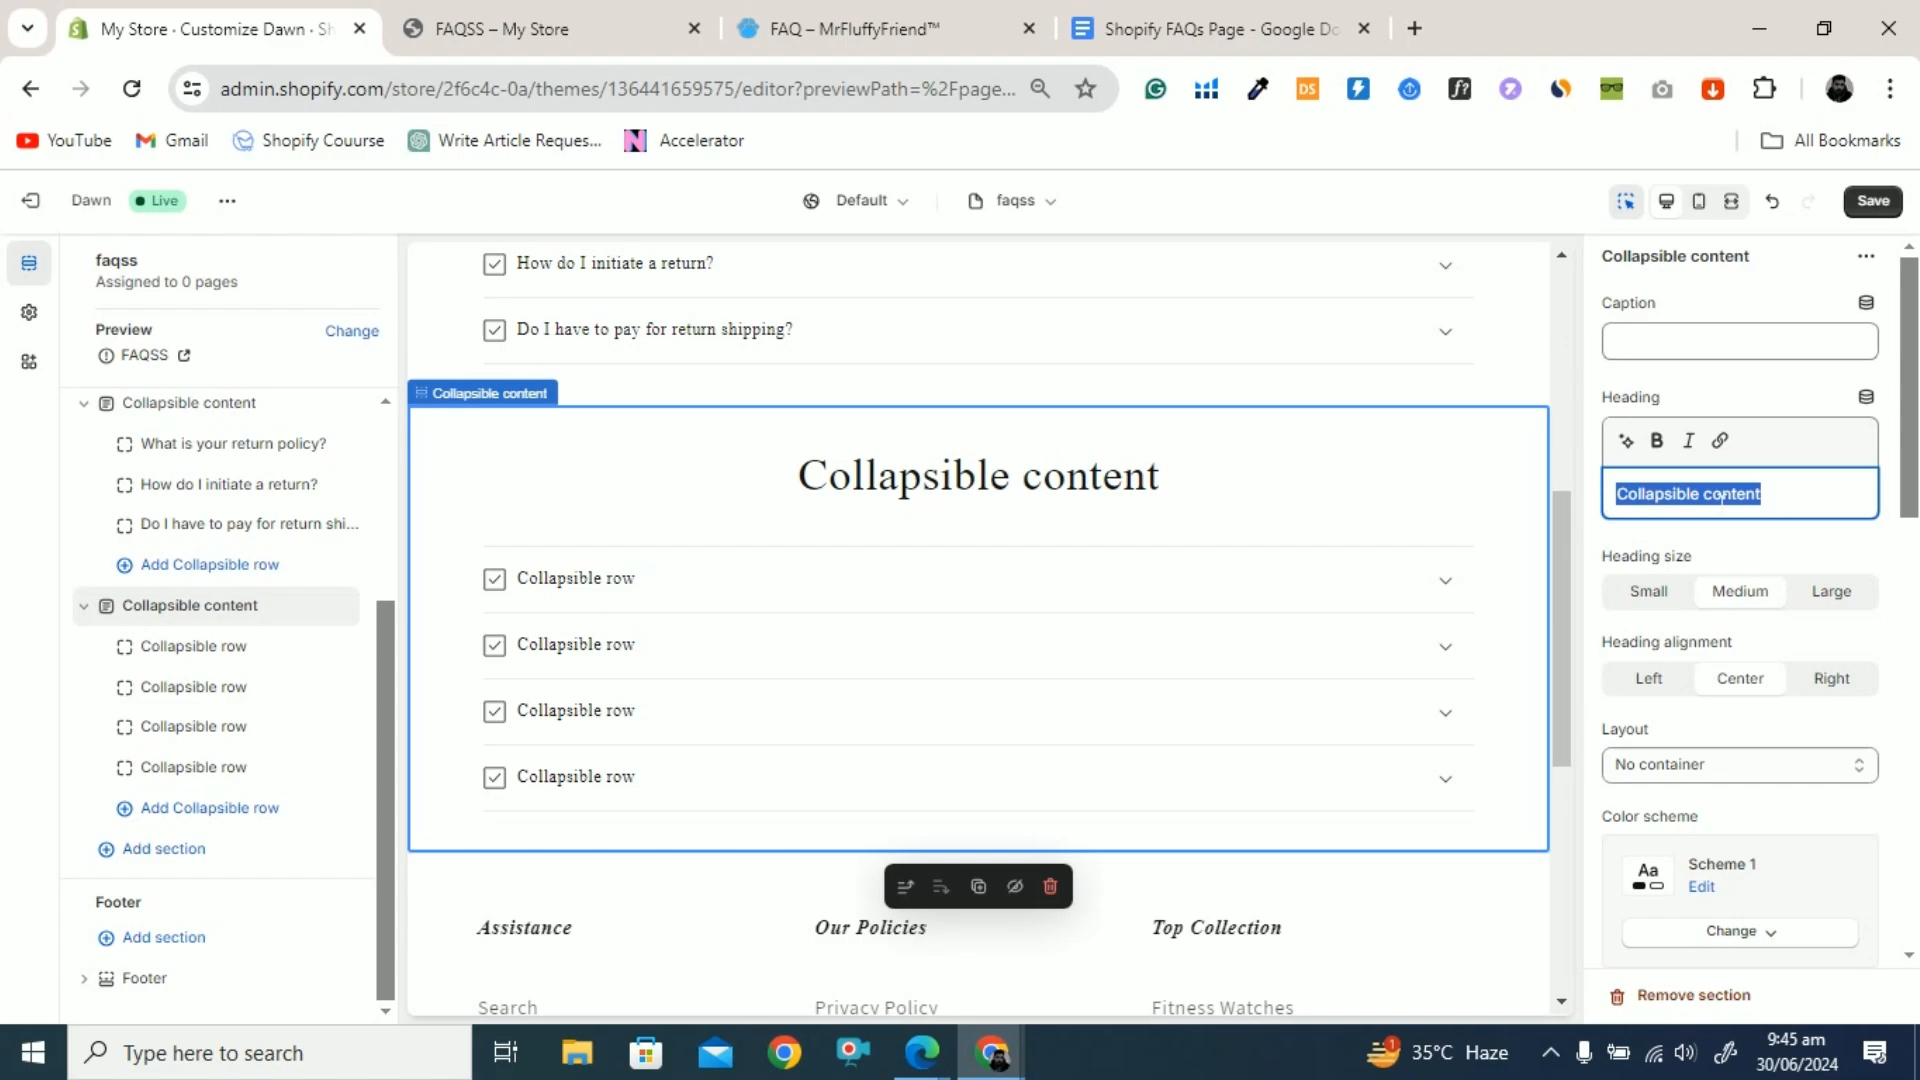 My Store · Customize Dawn · Sh
FAQSS – My Store
FAQ – MrFluffyFriend™
Shopify FAQs Page - Google Do
admin.shopify.com/store/2f6c4c-0a/themes/136441659575/editor?previewPath=%2Fpage...
DS
f?
YouTube
Gmail
Shopify Couurse
Write Article Reques...
Accelerator
All Bookmarks
Dawn
Live
Default
faqss
Save
faqss
Assigned to 0 pages
Preview
Change
FAQSS
Collapsible content
What is your return policy?
How do I initiate a return?
Do I have to pay for return shi...
Add Collapsible row
Collapsible content
Collapsible row
Collapsible row
Collapsible row
Collapsible row
Add Collapsible row
Add section
Footer
Add section
Footer
How do I initiate a return?
Do I have to pay for return shipping?
Collapsible content
Collapsible content
Collapsible row
Collapsible row
Collapsible row
Collapsible row
Assistance
Our Policies
Top Collection
Search
Privacy Policy
Fitness Watches
Collapsible content
Caption
Heading
B I
Collapsible content
Heading size
Small
Medium
Large
Heading alignment
Left
Center
Right
Layout
No container
Color scheme
Aa
Scheme 1
Edit
Change
Remove section
Type here to search
1
35°C Haze
9:45 am
30/06/2024